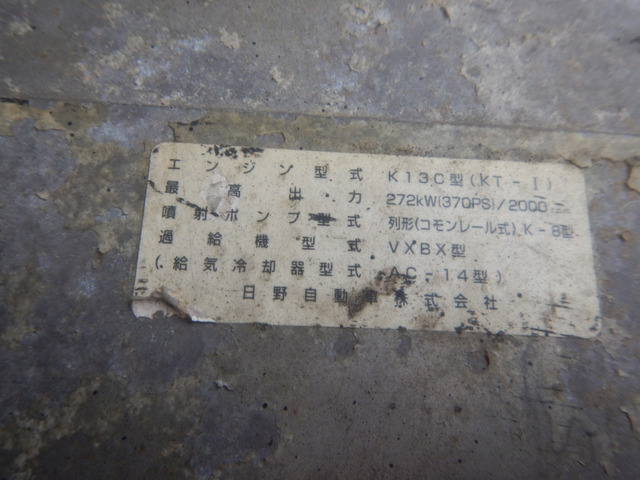 エンジン型式 K13C型(KT-I)
最高出力 272kW(370PS)/2000
噴射ポンプ型式 列形(コモンレール式)K-8型
過給機型式 VXBX型
(給気冷却器型式 AC-14型)
日野自動車株式会社